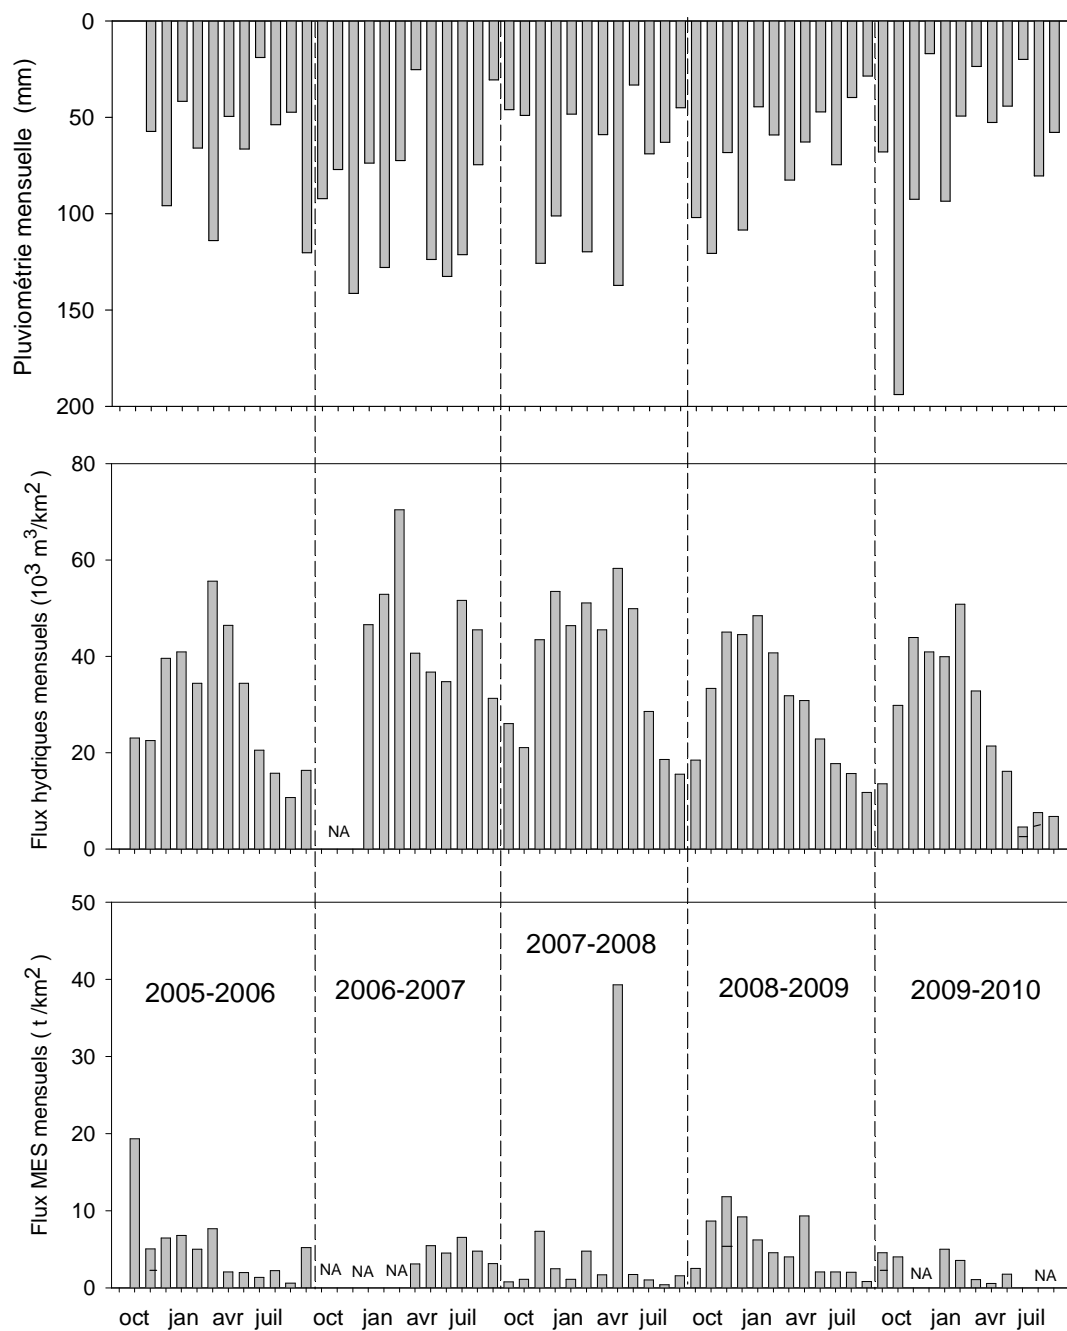 Pluviométrie mensuelle (mm)
0
50
100
150
200
Flux hydriques mensuels (10³ m³/km²)
80
60
40
20
0
NA
Flux MES mensuels ( t /km²)
50
40
30
20
10
0
2005-2006
2006-2007
2007-2008
2008-2009
2009-2010
NA NA NA
NA
NA
oct jan avr juil oct jan avr juil oct jan avr juil oct jan avr juil oct jan avr juil